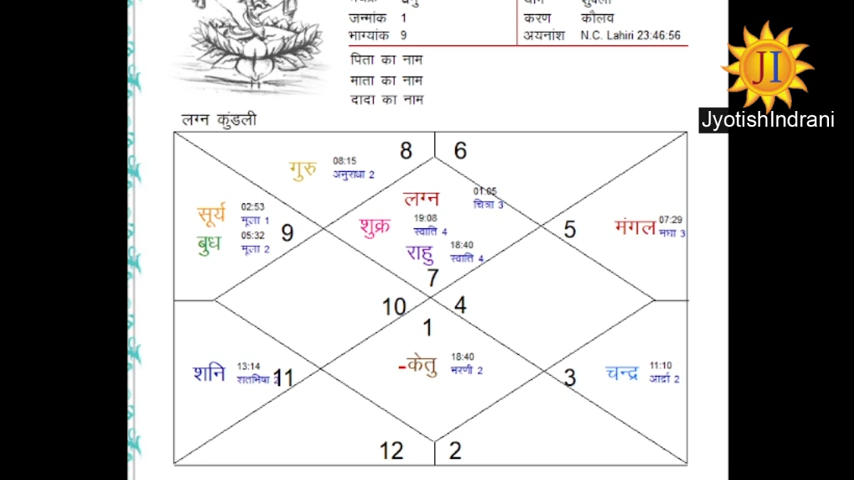 जन्मांक 1 करण कौलव
भाग्यांक 9 अयनांश N.C. Lahiri 23:46:56
पिता का नाम
माता का नाम
दादा का नाम
JI
JyotishIndrani
लग्न कुंडली
8 6
गुरु 08:15
अनुराधा 2
लग्न 01:05
चित्रा 3
सूर्य 02:53
मूला 1
शुक्र 19:08
स्वाति 4
मंगल 07:29
मघा 3
बुध 05:32
मूला 2
9
5
राहु 18:40
स्वाति 4
7
10 4
1
शनि 13:14
शतभिषा 2
11
-केतु 18:40
भरणी 2
3
चन्द्र 11:10
आर्द्रा 2
12 2